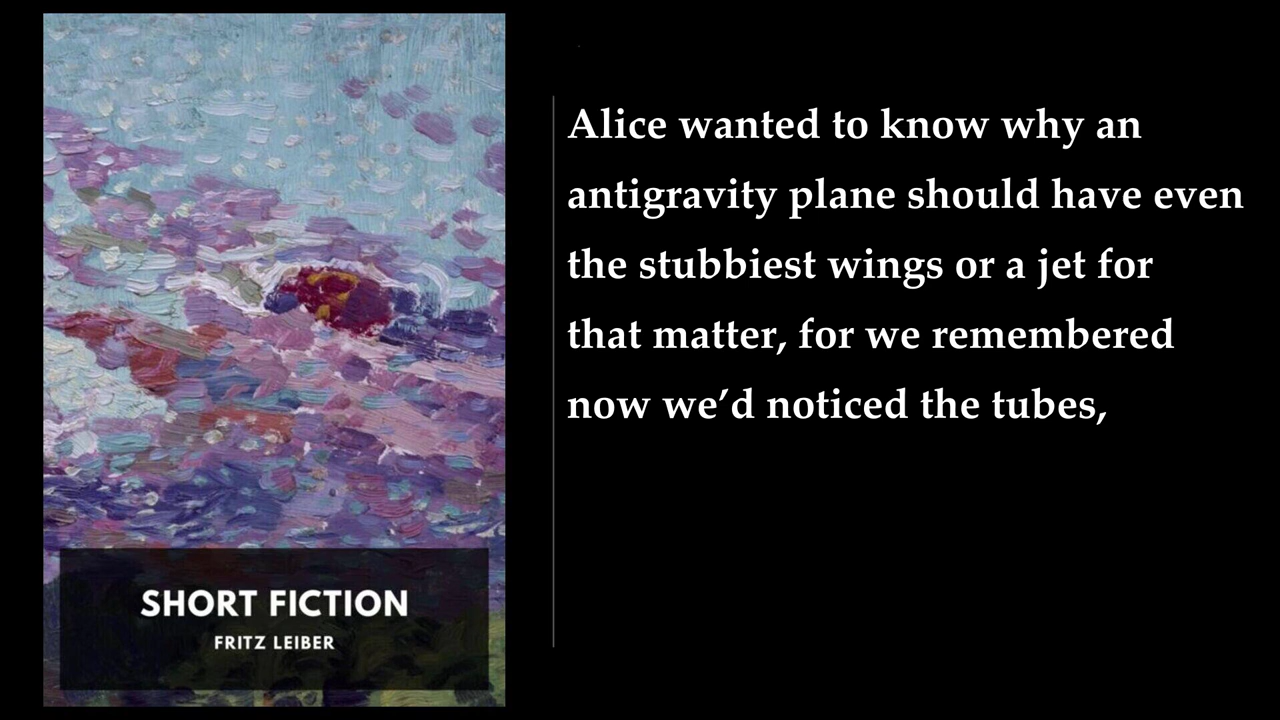 SHORT FICTION
FRITZ LEIBER
Alice wanted to know why an
antigravity plane should have even
the stubbiest wings or a jet for
that matter, for we remembered
now we’d noticed the tubes,